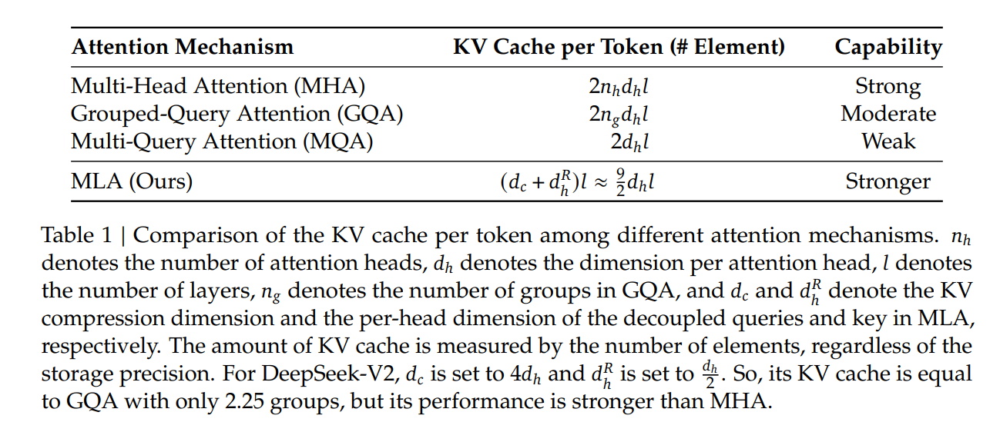 Attention Mechanism KV Cache per Token (# Element) Capability
Multi-Head Attention (MHA) 2n_h d_h l Strong
Grouped-Query Attention (GQA) 2n_g d_h l Moderate
Multi-Query Attention (MQA) 2d_h l Weak
MLA (Ours) (d_c + d_h^R)l ≈ 9/2 d_h l Stronger
Table 1 | Comparison of the KV cache per token among different attention mechanisms. n_h
denotes the number of attention heads, d_h denotes the dimension per attention head, l denotes
the number of layers, n_g denotes the number of groups in GQA, and d_c and d_h^R denote the KV
compression dimension and the per-head dimension of the decoupled queries and key in MLA,
respectively. The amount of KV cache is measured by the number of elements, regardless of the
storage precision. For DeepSeek-V2, d_c is set to 4d_h and d_h^R is set to d_h/2. So, its KV cache is equal
to GQA with only 2.25 groups, but its performance is stronger than MHA.